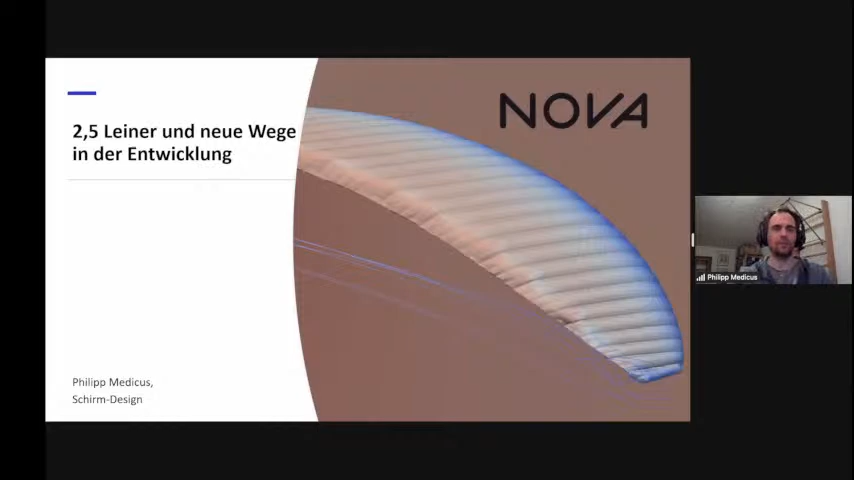 NOVA
2,5 Leiner und neue Wege
in der Entwicklung
Philipp Medicus,
Schirm-Design
Philipp Medicus